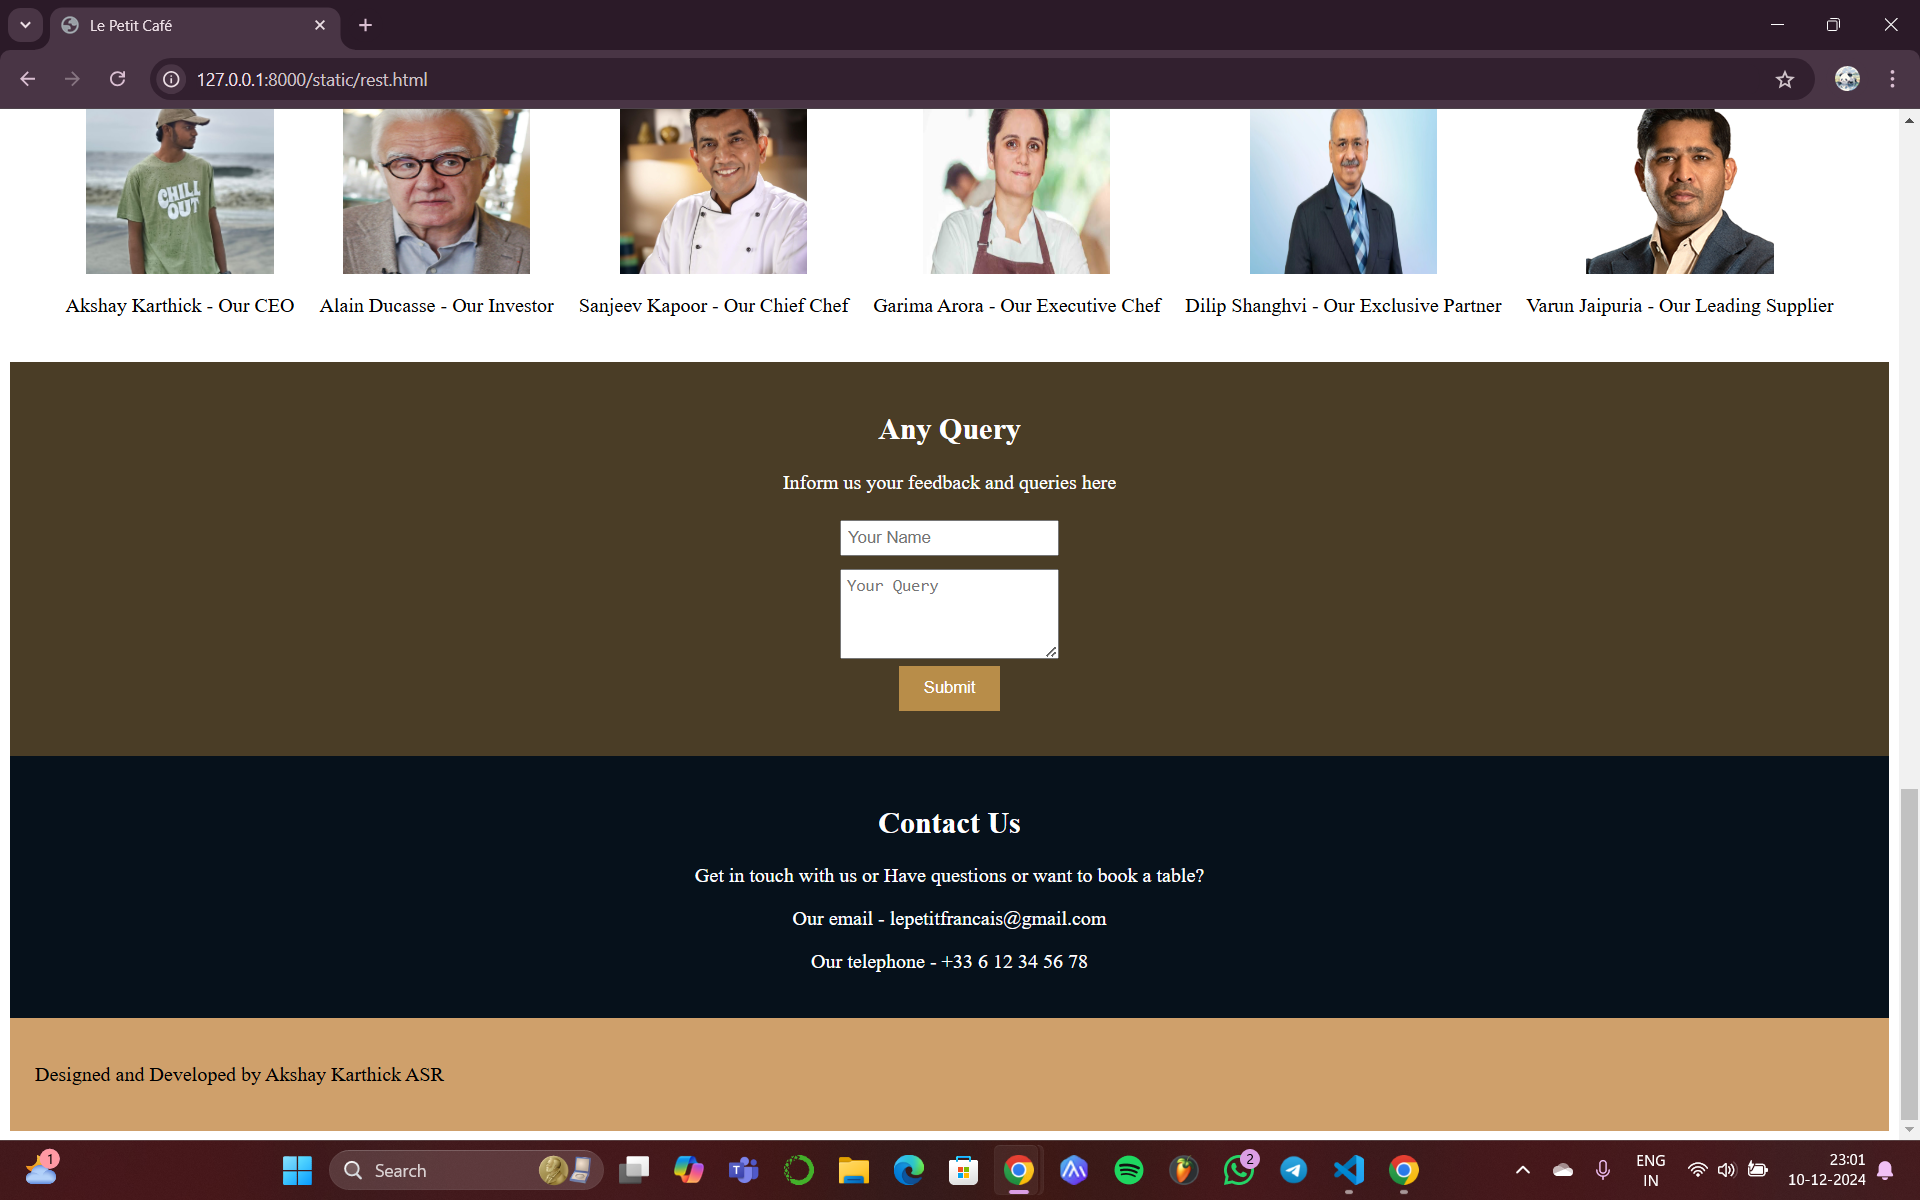 Le Petit Café
127.0.0.1:8000/static/rest.html
CHILL
OUT
Akshay Karthick - Our CEO
Alain Ducasse - Our Investor
Sanjeev Kapoor - Our Chief Chef
Garima Arora - Our Executive Chef
Dilip Shanghvi - Our Exclusive Partner
Varun Jaipuria - Our Leading Supplier
Any Query
Inform us your feedback and queries here
Your Name
Your Query
Submit
Contact Us
Get in touch with us or Have questions or want to book a table?
Our email - lepetitfrancais@gmail.com
Our telephone - +33 6 12 34 56 78
Designed and Developed by Akshay Karthick ASR
1
Search
2
ENG
IN
23:01
10-12-2024